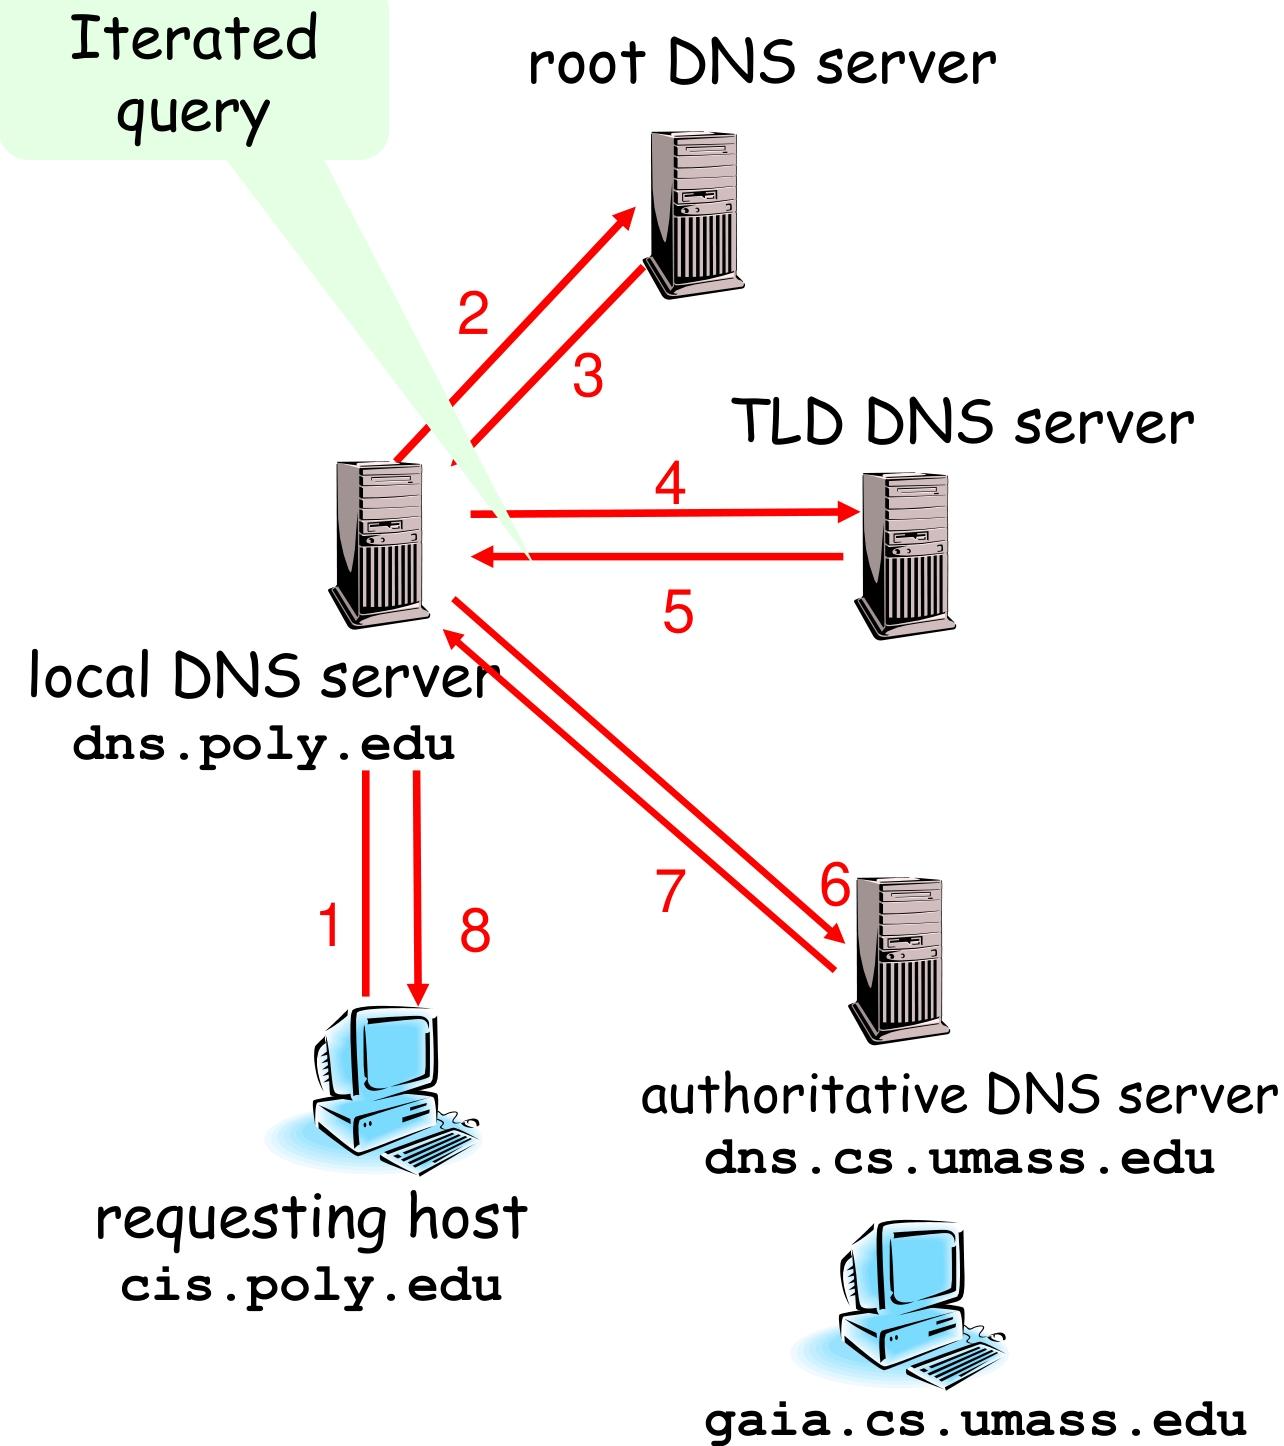 Iterated
query
root DNS server
2
3
TLD DNS server
4
5
local DNS server
dns.poly.edu
1
8
7
6
authoritative DNS server
dns.cs.umass.edu
requesting host
cis.poly.edu
gaia.cs.umass.edu